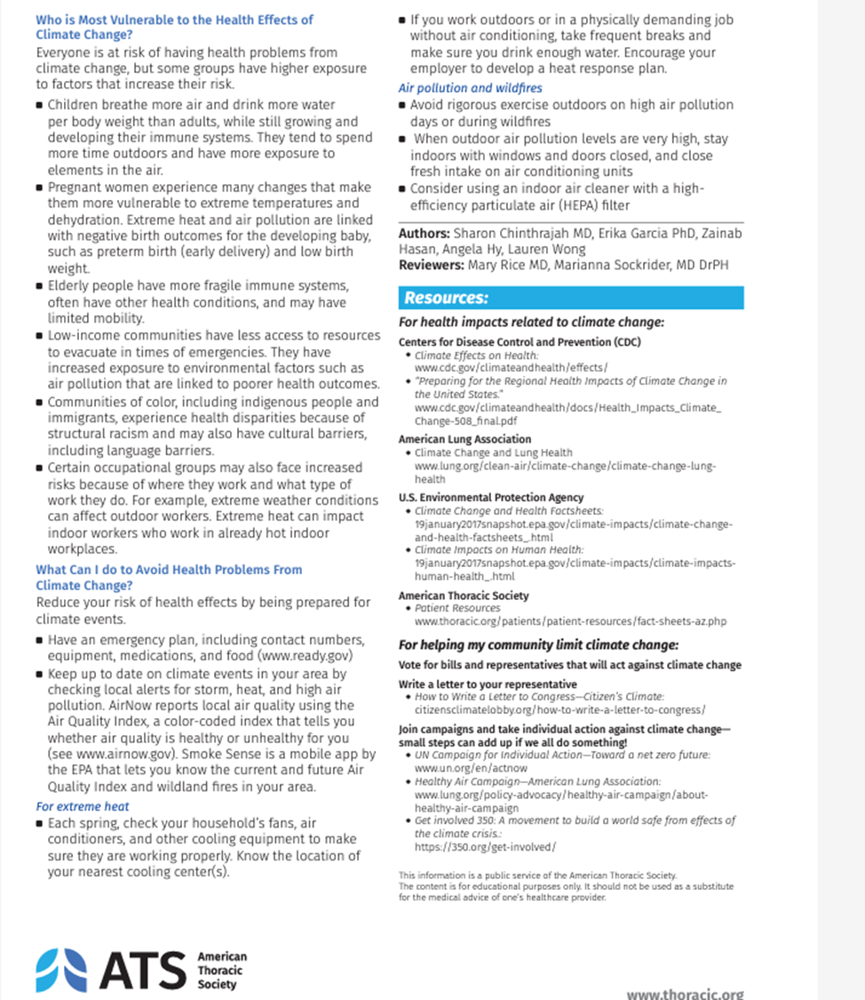 Who is Most Vulnerable to the Health Effects of
Climate Change?
Everyone is at risk of having health problems from
climate change, but some groups have higher exposure
to factors that increase their risk.
■ Children breathe more air and drink more water
per body weight than adults, while still growing and
developing their immune systems. They tend to spend
more time outdoors and have more exposure to
elements in the air.
■ Pregnant women experience many changes that make
them more vulnerable to extreme temperatures and
dehydration. Extreme heat and air pollution are linked
with negative birth outcomes for the developing baby,
such as preterm birth (early delivery) and low birth
weight.
■ Elderly people have more fragile immune systems,
often have other health conditions, and may have
limited mobility.
■ Low-income communities have less access to resources
to evacuate in times of emergencies. They have
increased exposure to environmental factors such as
air pollution that are linked to poorer health outcomes.
■ Communities of color, including indigenous people and
immigrants, experience health disparities because of
structural racism and may also have cultural barriers,
including language barriers.
■ Certain occupational groups may also face increased
risks because of where they work and what type of
work they do. For example, extreme weather conditions
can affect outdoor workers. Extreme heat can impact
indoor workers who work in already hot indoor
workplaces.
What Can I do to Avoid Health Problems From
Climate Change?
Reduce your risk of health effects by being prepared for
climate events.
■ Have an emergency plan, including contact numbers,
equipment, medications, and food (www.ready.gov)
■ Keep up to date on climate events in your area by
checking local alerts for storm, heat, and high air
pollution. AirNow reports local air quality using the
Air Quality Index, a color-coded index that tells you
whether air quality is healthy or unhealthy for you
(see www.airnow.gov). Smoke Sense is a mobile app by
the EPA that lets you know the current and future Air
Quality Index and wildland fires in your area.
For extreme heat
■ Each spring, check your household's fans, air
conditioners, and other cooling equipment to make
sure they are working properly. Know the location of
your nearest cooling center(s).
■ If you work outdoors or in a physically demanding job
without air conditioning, take frequent breaks and
make sure you drink enough water. Encourage your
employer to develop a heat response plan.
Air pollution and wildfires
■ Avoid rigorous exercise outdoors on high air pollution
days or during wildfires
■ When outdoor air pollution levels are very high, stay
indoors with windows and doors closed, and close
fresh intake on air conditioning units
■ Consider using an indoor air cleaner with a high-
efficiency particulate air (HEPA) filter
Authors: Sharon Chinthrajah MD, Erika Garcia PhD, Zainab
Hasan, Angela Hy, Lauren Wong
Reviewers: Mary Rice MD, Marianna Sockrider, MD DrPH
Resources:
For health impacts related to climate change:
Centers for Disease Control and Prevention (CDC)
• Climate Effects on Health:
www.cdc.gov/climateandhealth/effects/
• "Preparing for the Regional Health Impacts of Climate Change in
the United States."
www.cdc.gov/climateandhealth/docs/Health_Impacts_Climate_
Change-508_final.pdf
American Lung Association
• Climate Change and Lung Health
www.lung.org/clean-air/climate-change/climate-change-lung-
health
U.S. Environmental Protection Agency
• Climate Change and Health Factsheets:
19january2017snapshot.epa.gov/climate-impacts/climate-change-
and-health-factsheets_.html
• Climate Impacts on Human Health:
19january2017snapshot.epa.gov/climate-impacts/climate-impacts-
human-health_.html
American Thoracic Society
• Patient Resources
www.thoracic.org/patients/patient-resources/fact-sheets-az.php
For helping my community limit climate change:
Vote for bills and representatives that will act against climate change
Write a letter to your representative
• How to Write a Letter to Congress—Citizen's Climate:
citizensclimatelobby.org/how-to-write-a-letter-to-congress/
Join campaigns and take individual action against climate change—
small steps can add up if we all do something!
• UN Campaign for Individual Action—Toward a net zero future:
www.un.org/en/actnow
• Healthy Air Campaign—American Lung Association:
www.lung.org/policy-advocacy/healthy-air-campaign/about-
healthy-air-campaign
• Get involved 350: A movement to build a world safe from effects of
the climate crisis.:
https://350.org/get-involved/
This information is a public service of the American Thoracic Society.
The content is for educational purposes only. It should not be used as a substitute
for the medical advice of one's healthcare provider.
ATS American
Thoracic
Society
www.thoracic.org